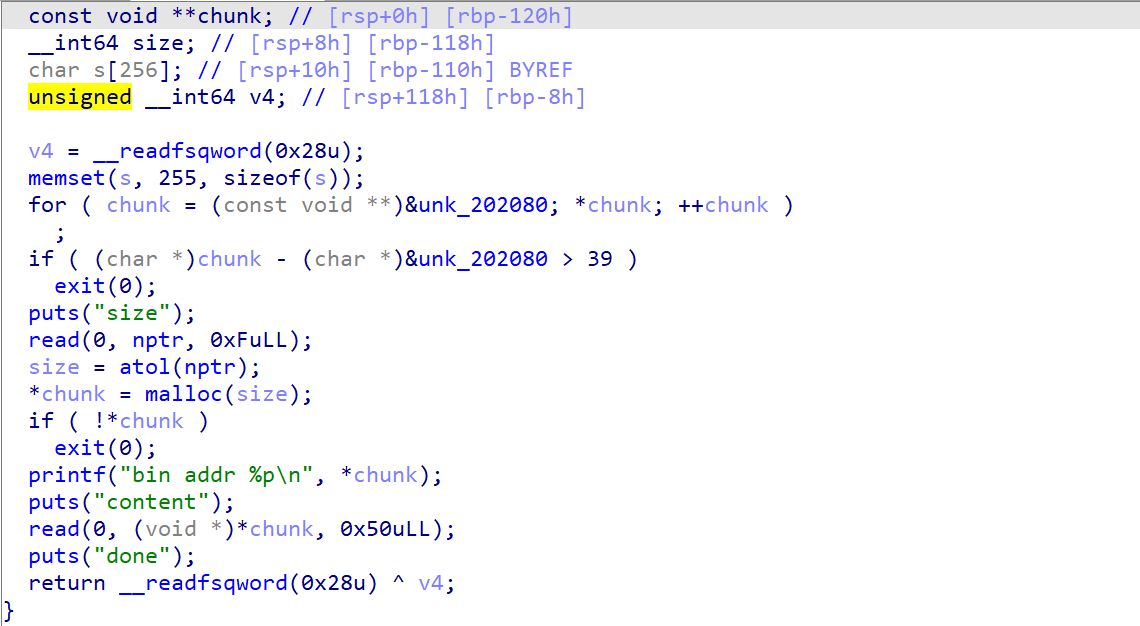 const void **chunk; // [rsp+0h] [rbp-120h]
__int64 size; // [rsp+8h] [rbp-118h]
char s[256]; // [rsp+10h] [rbp-110h] BYREF
unsigned __int64 v4; // [rsp+118h] [rbp-8h]
v4 = __readfsqword(0x28u);
memset(s, 255, sizeof(s));
for ( chunk = (const void **)&unk_202080; *chunk; ++chunk )
;
if ( (char *)chunk - (char *)&unk_202080 > 39 )
exit(0);
puts("size");
read(0, nptr, 0xFuLL);
size = atol(nptr);
*chunk = malloc(size);
if ( !*chunk )
exit(0);
printf("bin addr %p\n", *chunk);
puts("content");
read(0, (void *)*chunk, 0x50uLL);
puts("done");
return __readfsqword(0x28u) ^ v4;
}